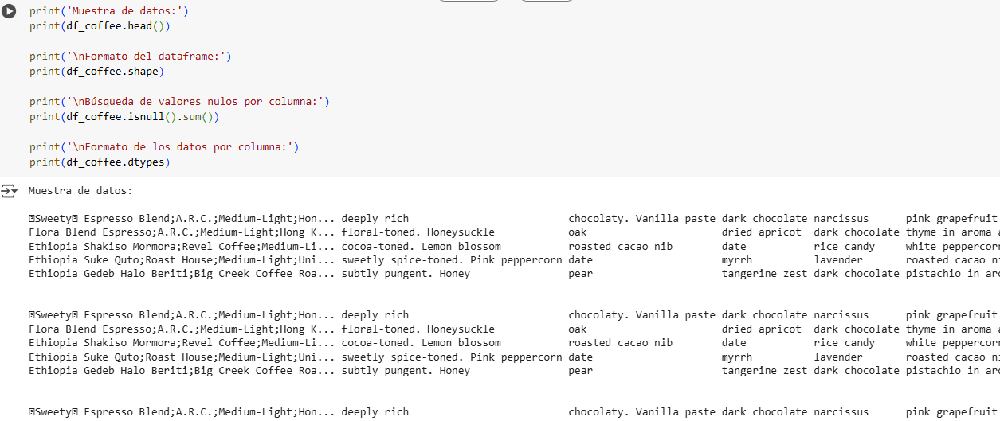 print('Muestra de datos:')
print(df_coffee.head())
print('\nFormato del dataframe:')
print(df_coffee.shape)
print('\nBúsqueda de valores nulos por columna:')
print(df_coffee.isnull().sum())
print('\nFormato de los datos por columna:')
print(df_coffee.dtypes)
Muestra de datos:
Sweety Espresso Blend;A.R.C.;Medium-Light;Hon... deeply rich chocolaty. Vanilla paste dark chocolate narcissus pink grapefruit
Flora Blend Espresso;A.R.C.;Medium-Light;Hong K... floral-toned. Honeysuckle oak dried apricot dark chocolate thyme in aroma
Ethiopia Shakiso Mormora;Revel Coffee;Medium-Li... cocoa-toned. Lemon blossom roasted cacao nib date rice candy white
Ethiopia Suke Quto;Roast House;Medium-Light;Uni... sweetly spice-toned. Pink peppercorn date myrrh lavender roasted cacao
Ethiopia Gedeb Halo Beriti;Big Creek Coffee Roa... subtly pungent. Honey pear tangerine zest dark chocolate pistachio in
Sweety Espresso Blend;A.R.C.;Medium-Light;Hon... deeply rich chocolaty. Vanilla paste dark chocolate narcissus pink grapefruit
Flora Blend Espresso;A.R.C.;Medium-Light;Hong K... floral-toned. Honeysuckle oak dried apricot dark chocolate thyme in aroma
Ethiopia Shakiso Mormora;Revel Coffee;Medium-Li... cocoa-toned. Lemon blossom roasted cacao nib date rice candy white
Ethiopia Suke Quto;Roast House;Medium-Light;Uni... sweetly spice-toned. Pink peppercorn date myrrh lavender roasted cacao
Ethiopia Gedeb Halo Beriti;Big Creek Coffee Roa... subtly pungent. Honey pear tangerine zest dark chocolate pistachio in
Sweety Espresso Blend;A.R.C.;Medium-Light;Hon... deeply rich chocolaty. Vanilla paste dark chocolate narcissus pink grapefruit